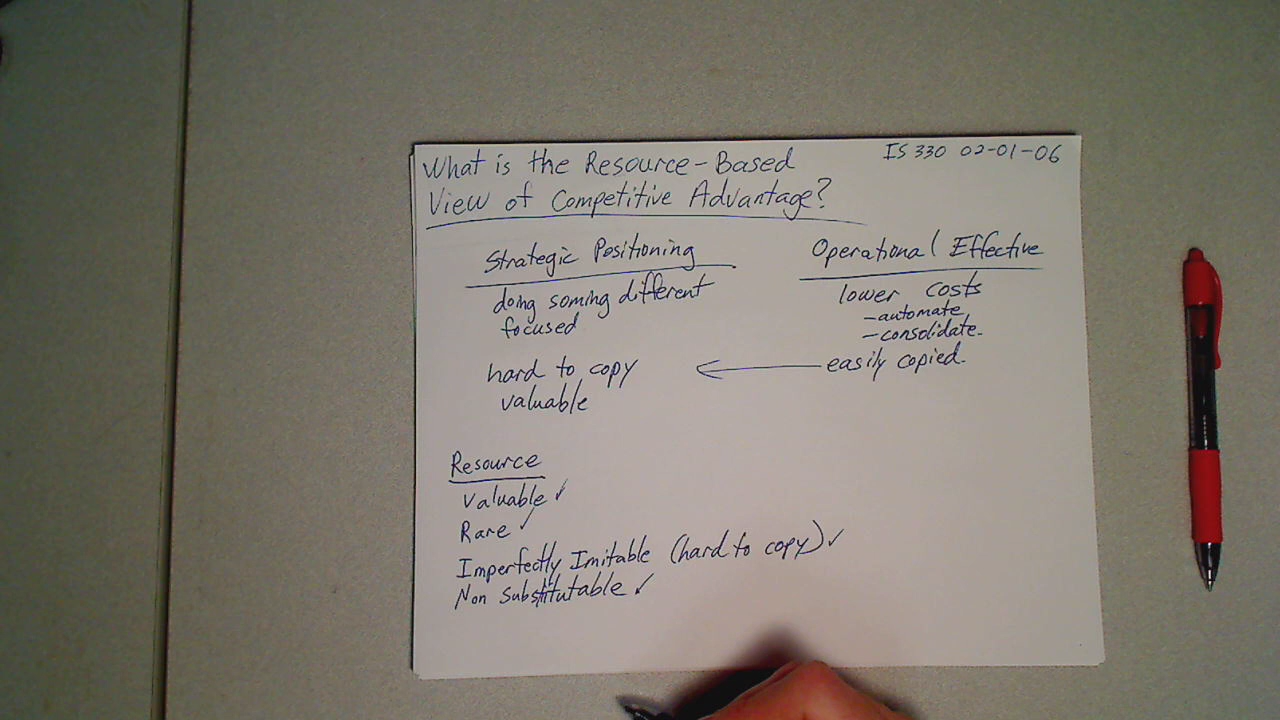 What is the Resource-Based
View of Competitive Advantage?
IS 330 02-01-06
Strategic Positioning
doing soming different
focused
hard to copy
valuable
Operational Effective
lower costs
-automate
-consolidate.
easily copied.
Resource
Valuable ✓
Rare ✓
Imperfectly Imitable (hard to copy) ✓
Non Substitutable ✓